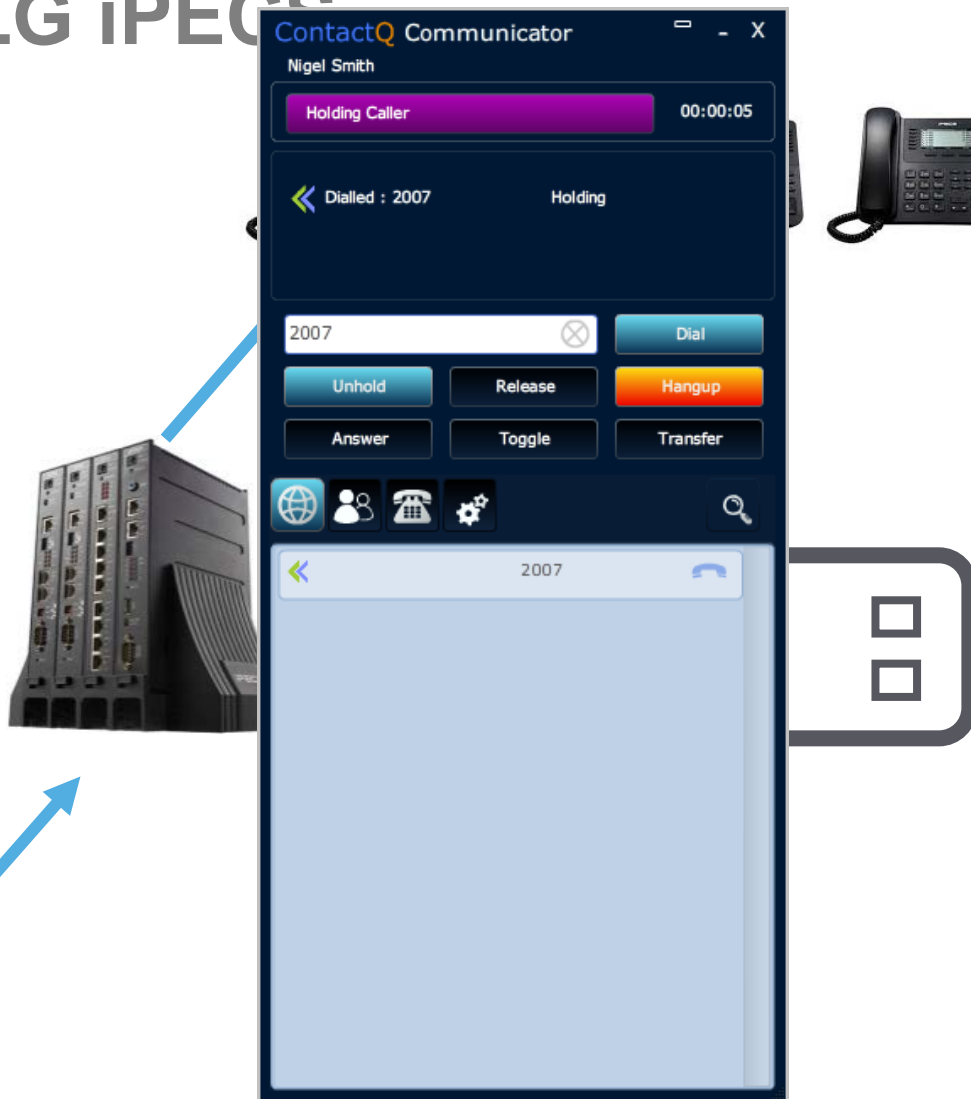 LG iPECS
ContactQ Communicator
Nigel Smith
Holding Caller 00:00:05
Dialled : 2007 Holding
2007 Dial
Unhold Release Hangup
Answer Toggle Transfer
2007